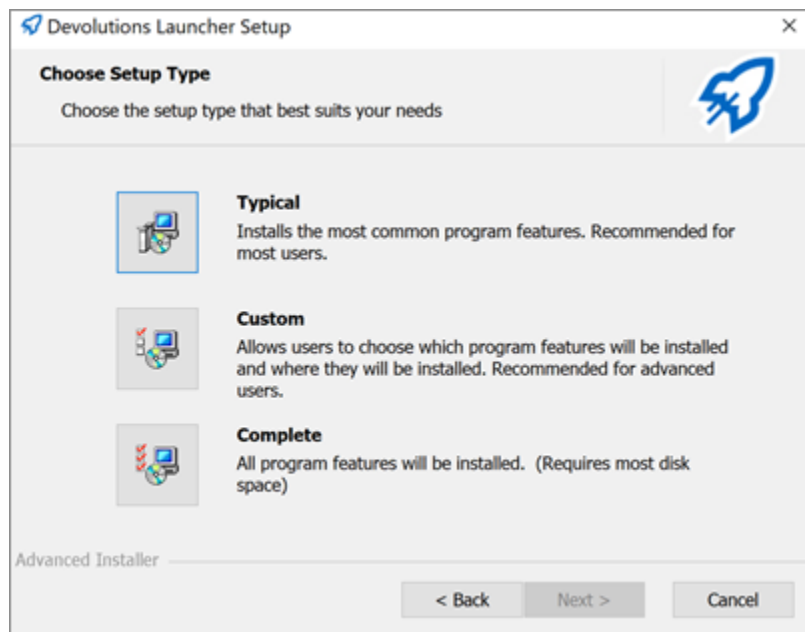 Devolutions Launcher Setup
Choose Setup Type
Choose the setup type that best suits your needs
Typical
Installs the most common program features. Recommended for
most users.
Custom
Allows users to choose which program features will be installed
and where they will be installed. Recommended for advanced
users.
Complete
All program features will be installed.  (Requires most disk
space)
Advanced Installer
< Back Next > Cancel